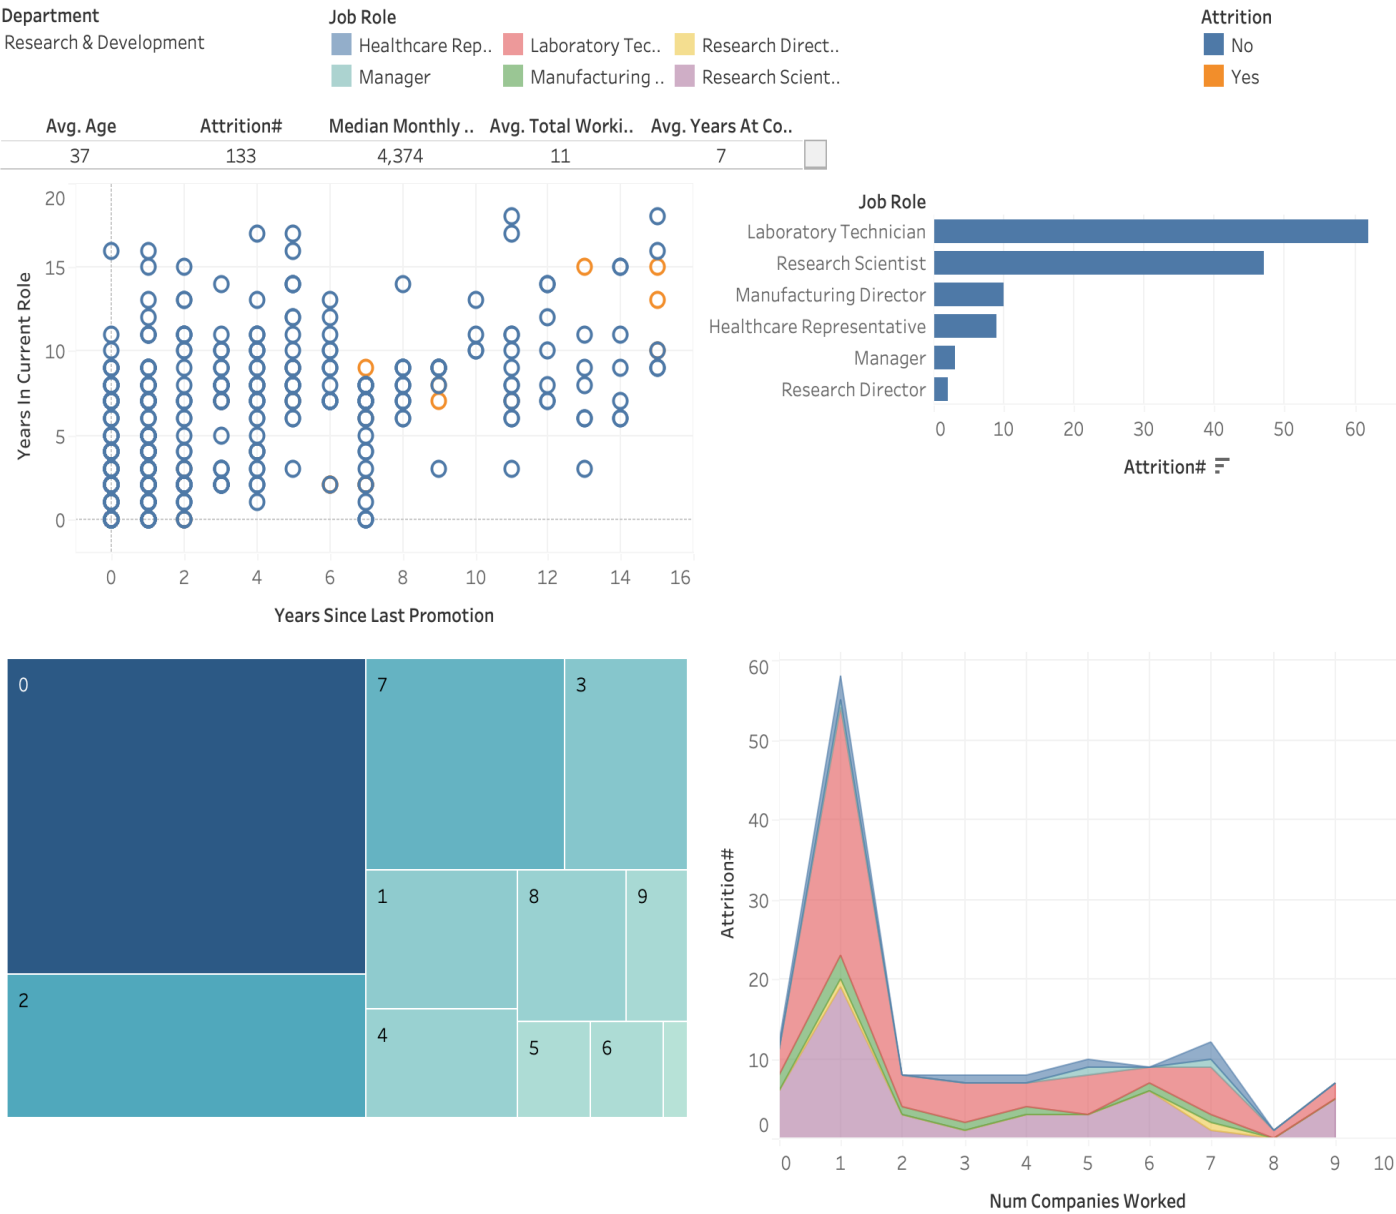 Department
Research & Development
Job Role
Healthcare Rep..
Laboratory Tec..
Research Direct..
Manager
Manufacturing ..
Research Scient..
Attrition
No
Yes
Avg. Age Attrition# Median Monthly .. Avg. Total Worki.. Avg. Years At Co..
37 133 4,374 11 7
20
15
10
5
0
Years In Current Role
0 2 4 6 8 10 12 14 16
Years Since Last Promotion
Job Role
Laboratory Technician
Research Scientist
Manufacturing Director
Healthcare Representative
Manager
Research Director
0 10 20 30 40 50 60
Attrition#
0
7
3
1
8
9
2
4
5
6
60
50
40
30
20
10
0
Attrition#
0 1 2 3 4 5 6 7 8 9 10
Num Companies Worked